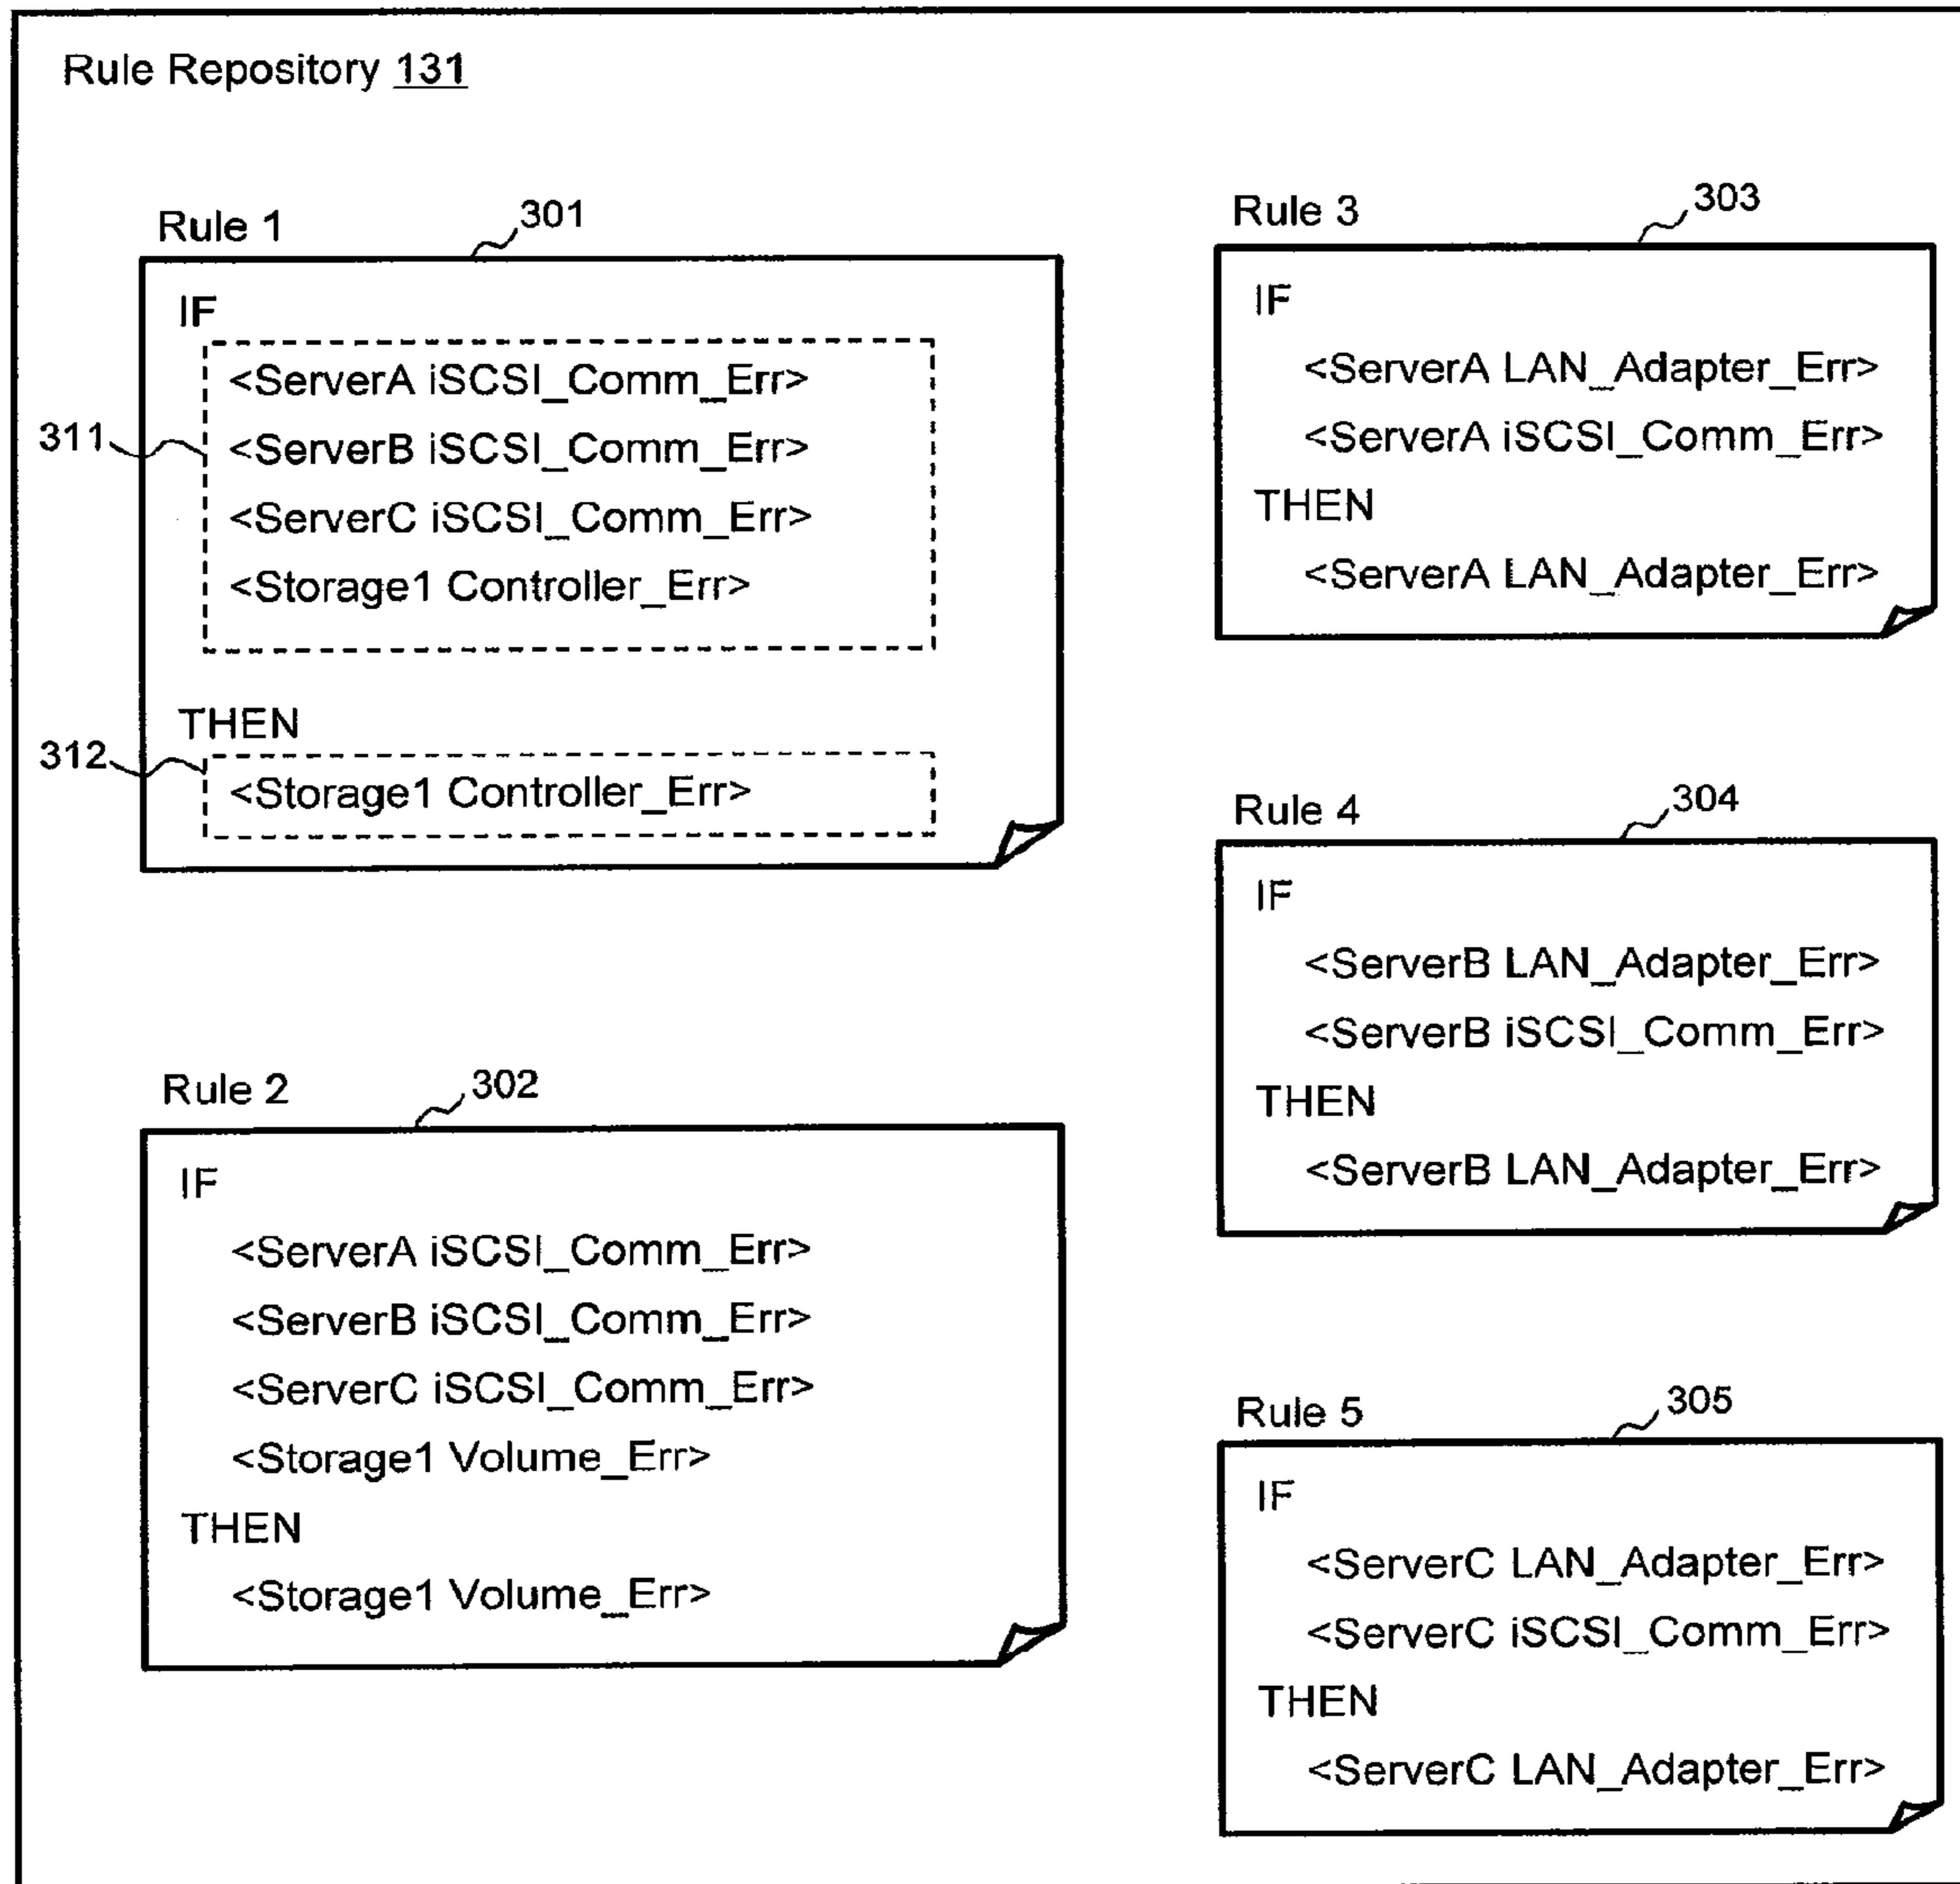 Rule Repository 131
Rule 1
301
IF
311
<ServerA iSCSI_Comm_Err>
<ServerB iSCSI_Comm_Err>
<ServerC iSCSI_Comm_Err>
<Storage1 Controller_Err>
THEN
312
<Storage1 Controller_Err>
Rule 2
302
IF
<ServerA iSCSI_Comm_Err>
<ServerB iSCSI_Comm_Err>
<ServerC iSCSI_Comm_Err>
<Storage1 Volume_Err>
THEN
<Storage1 Volume_Err>
Rule 3
303
IF
<ServerA LAN_Adapter_Err>
<ServerA iSCSI_Comm_Err>
THEN
<ServerA LAN_Adapter_Err>
Rule 4
304
IF
<ServerB LAN_Adapter_Err>
<ServerB iSCSI_Comm_Err>
THEN
<ServerB LAN_Adapter_Err>
Rule 5
305
IF
<ServerC LAN_Adapter_Err>
<ServerC iSCSI_Comm_Err>
THEN
<ServerC LAN_Adapter_Err>